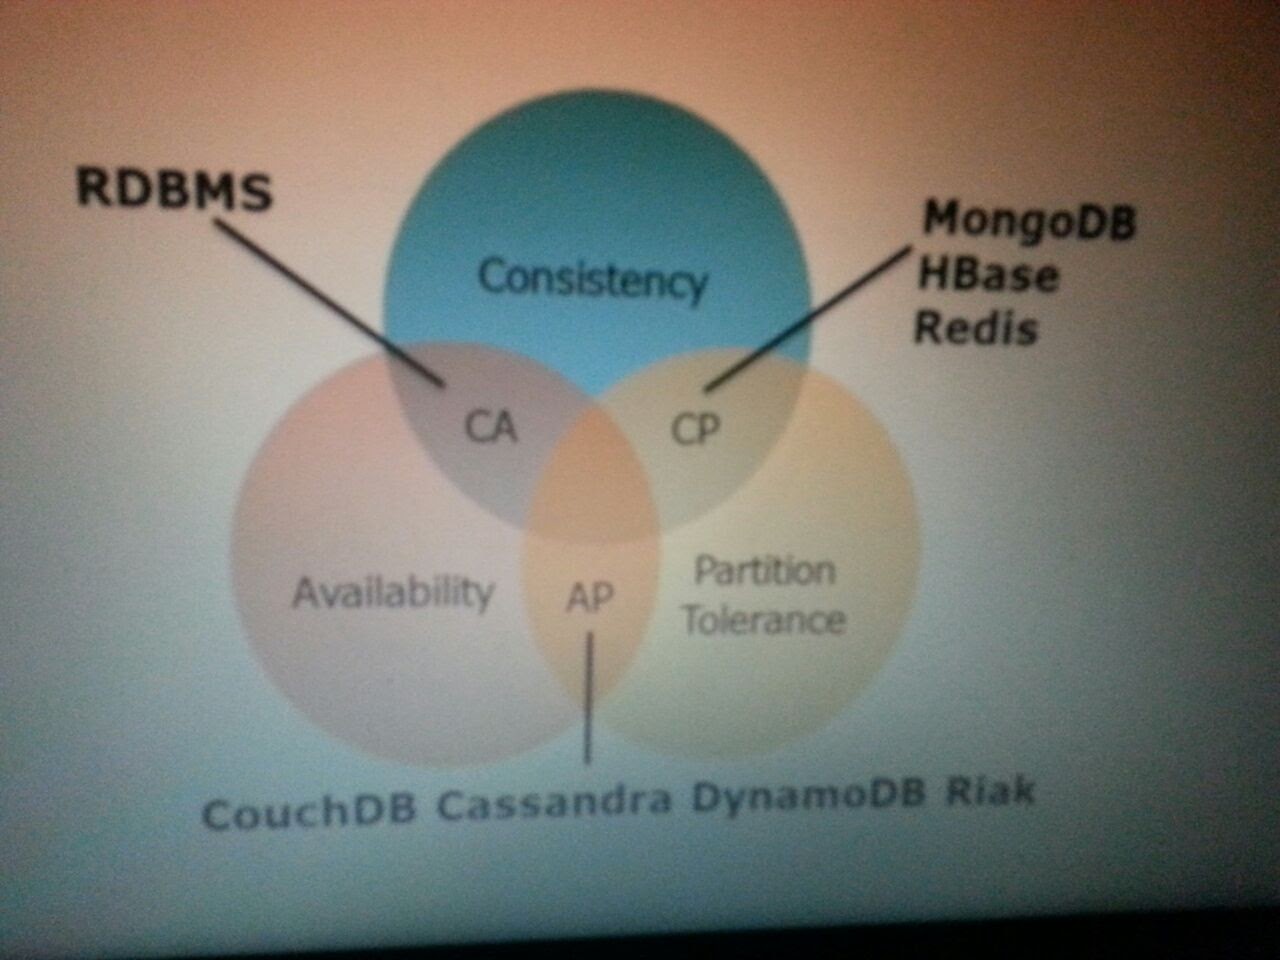 RDBMS
MongoDB
HBase
Redis
Consistency
CA
CP
Availability
AP
Partition
Tolerance
CouchDB Cassandra DynamoDB Riak